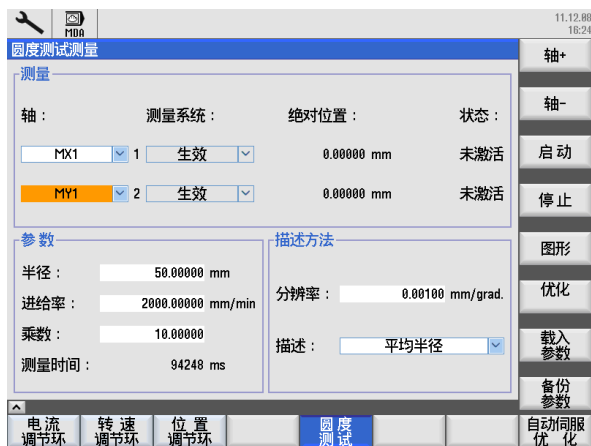 MDA
11.12.88
16:24
圆度测试测量
测量
轴： 测量系统： 绝对位置： 状态：
MX1 1 生效 0.00000 mm 未激活
MY1 2 生效 0.00000 mm 未激活
参数
半径： 50.00000 mm
进给率： 2000.00000 mm/min
乘数： 10.00000
测量时间： 94248 ms
描述方法
分辨率： 0.00100 mm/grad.
描述： 平均半径
轴+
轴-
启动
停止
图形
优化
载入
参数
备份
参数
电流
调节环
转速
调节环
位置
调节环
圆度
测试
自动伺服
优化